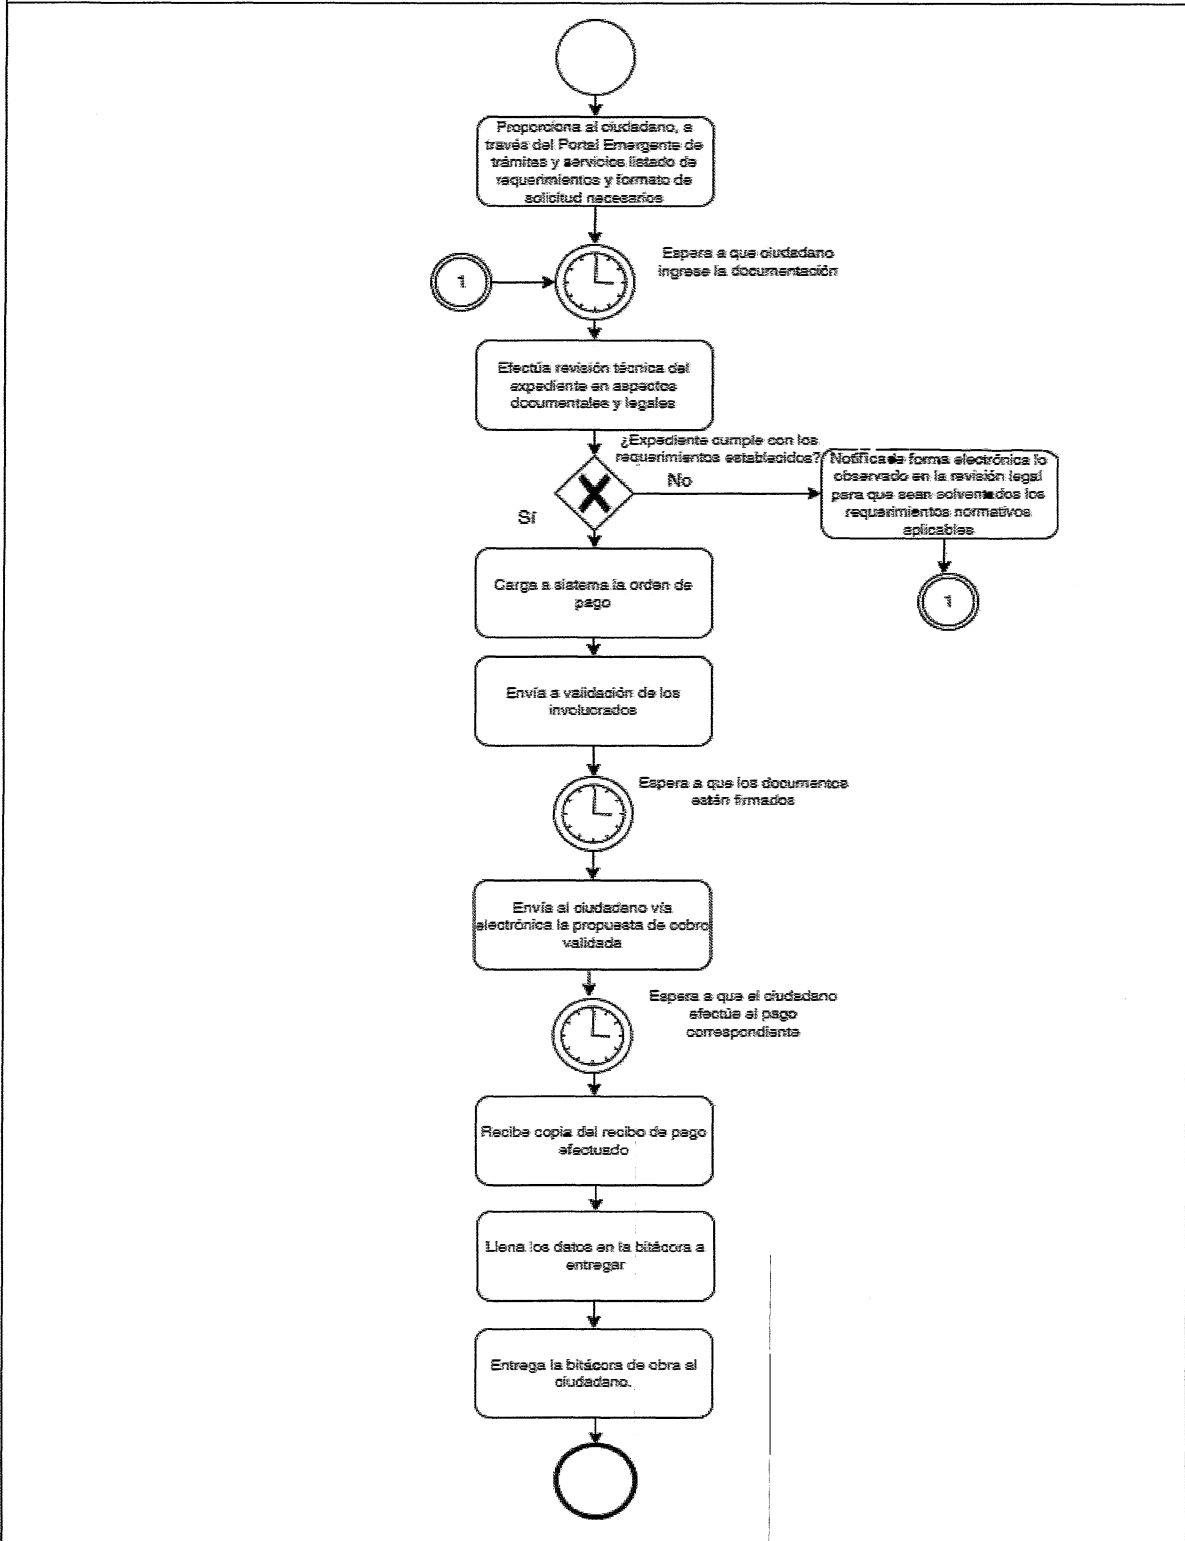 Proporciona al ciudadano, a
través del Portal Emergente de
trámites y servicios listado de
requerimientos y formato de
solicitud necesarios
Espera a que ciudadano
ingrese la documentación
1
Efectúa revisión técnica del
expediente en aspectos
documentales y legales
¿Expediente cumple con los
requerimientos establecidos?
No
Notifica de forma electrónica lo
observado en la revisión legal
para que sean solventados los
requerimientos normativos
aplicables
Sí
1
Carga a sistema la orden de
pago
Envía a validación de los
involucrados
Espera a que los documentos
estén firmados
Envía al ciudadano vía
electrónica la propuesta de cobro
validada
Espera a que el ciudadano
efectúe el pago
correspondiente
Recibe copia del recibo de pago
efectuado
Llena los datos en la bitácora a
entregar
Entrega la bitácora de obra al
ciudadano.